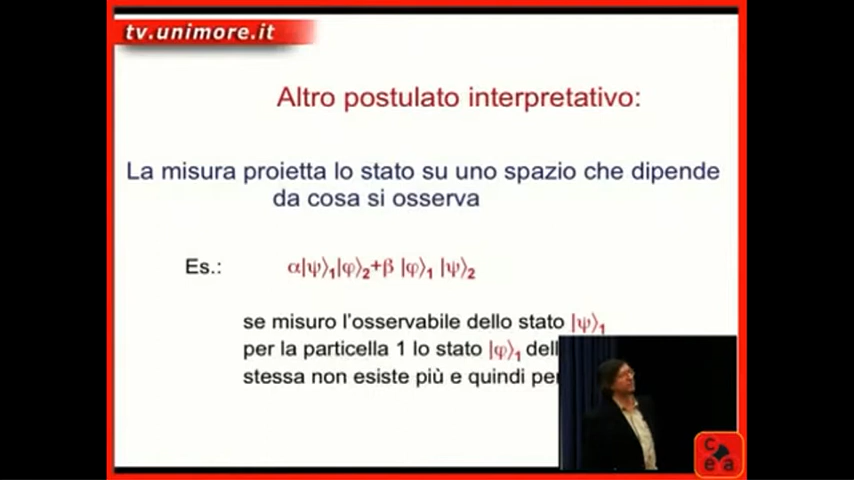 tv.unimore.it
Altro postulato interpretativo:
La misura proietta lo stato su uno spazio che dipende
da cosa si osserva
Es.: α|ψ⟩₁|φ⟩₂+β |φ⟩₁ |ψ⟩₂
se misuro l'osservabile dello stato |ψ⟩₁
per la particella 1 lo stato |φ⟩₁
stessa non esiste più e quindi
c
e a